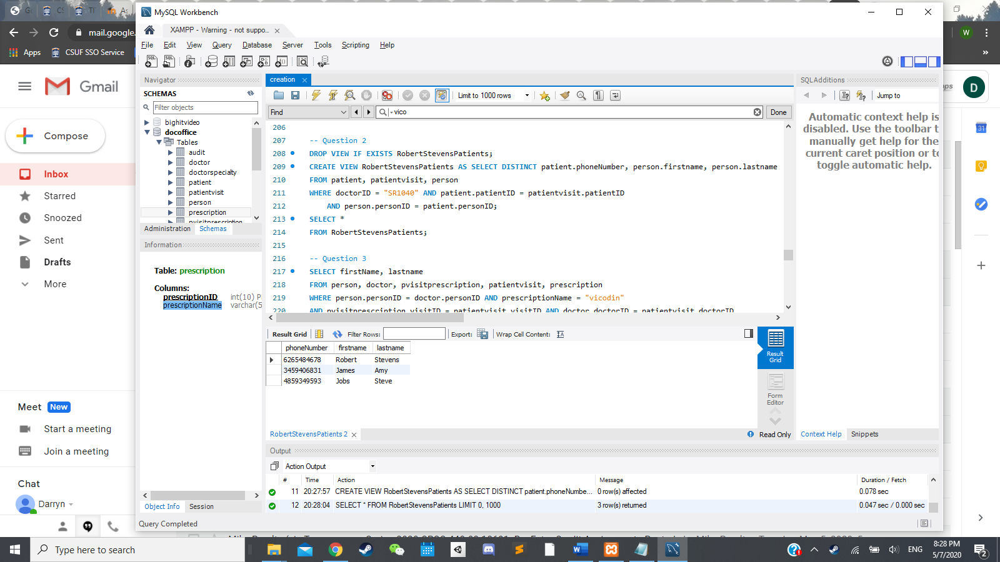 MySQL Workbench
XAMPP - Warning - not suppo...
mail.google.
W
File Edit View Query Database Server Tools Scripting Help
Apps CSUF SSO Service
»
Gmail
D
Compose
Inbox
Starred
Snoozed
Sent
Drafts
More
Meet New
Start a meeting
Join a meeting
Chat
Darryn
Navigator
SCHEMAS
Filter objects
bighitvideo
docoffice
Tables
audit
doctor
doctorspecialty
patient
patientvisit
person
prescription
pvisitprescription
Administration Schemas
Information
Table: prescription
Columns:
prescriptionID int(10) P
prescriptionName varchar(5
Object Info Session
Query Completed
creation
Limit to 1000 rows
Find vico Done
206
207 -- Question 2
208 DROP VIEW IF EXISTS RobertStevensPatients;
209 CREATE VIEW RobertStevensPatients AS SELECT DISTINCT patient.phoneNumber, person.firstname, person.lastname
210 FROM patient, patientvisit, person
211 WHERE doctorID = "SR1040" AND patient.patientID = patientvisit.patientID
212 AND person.personID = patient.personID;
213 SELECT *
214 FROM RobertStevensPatients;
215
216 -- Question 3
217 SELECT firstName, lastname
218 FROM person, doctor, pvisitprescription, patientvisit, prescription
219 WHERE person.personID = doctor.personID AND prescriptionName = "vicodin"
220 AND pvisitprescription.visitID = patientvisit.visitID AND doctor.doctorID = patientvisit.doctorID
Result Grid Filter Rows: Export: Wrap Cell Content:
phoneNumber firstname lastname
6265484678 Robert Stevens
3459406831 James Amy
4859349593 Jobs Steve
Result Grid
Form Editor
RobertStevensPatients 2
Read Only
SQLAdditions
Jump to
Automatic context help is
disabled. Use the toolbar t
manually get help for the
current caret position or to
toggle automatic help.
Context Help Snippets
Output
Action Output
# Time Action Message Duration / Fetch
11 20:27:57 CREATE VIEW RobertStevensPatients AS SELECT DISTINCT patient.phoneNumbe... 0 row(s) affected 0.078 sec
12 20:28:04 SELECT * FROM RobertStevensPatients LIMIT 0, 1000 3 row(s) returned 0.047 sec / 0.000 sec
31
Type here to search
ENG
8:28 PM
5/7/2020
2